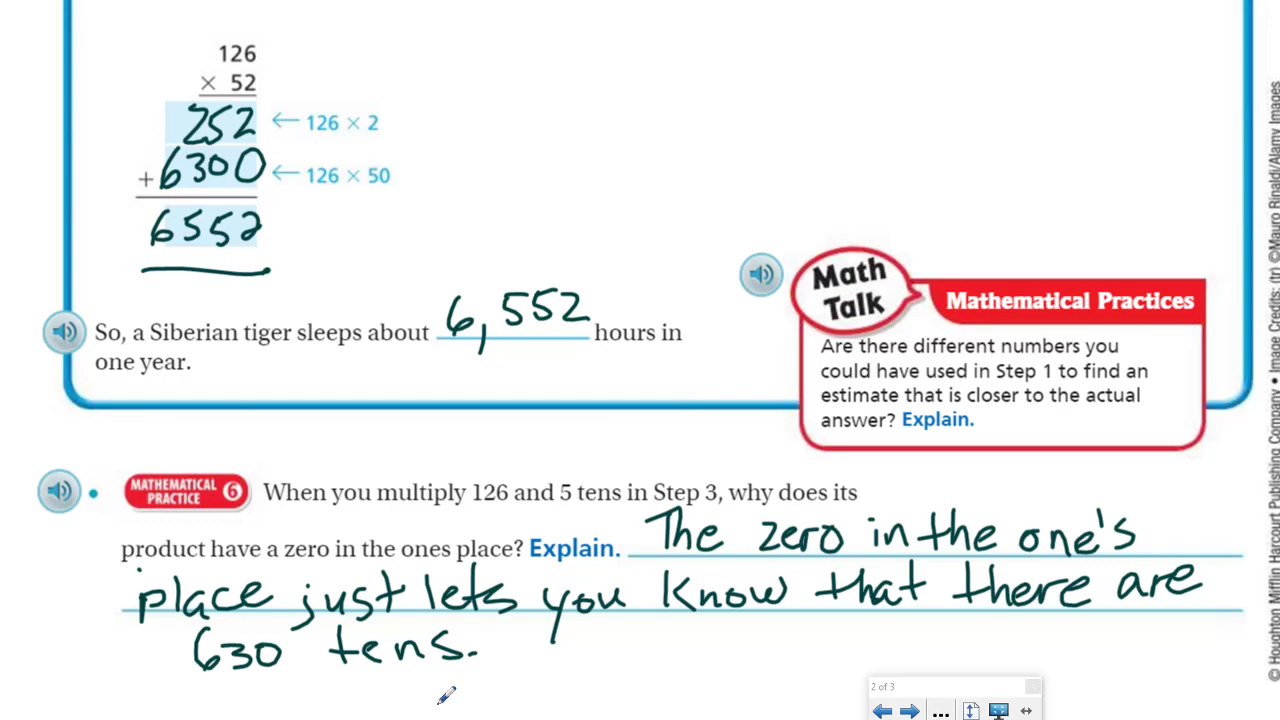 126
× 52
252 ← 126 × 2
+ 6300 ← 126 × 50
6552
So, a Siberian tiger sleeps about 6,552 hours in
one year.
Math
Talk
Mathematical Practices
Are there different numbers you
could have used in Step 1 to find an
estimate that is closer to the actual
answer? Explain.
• MATHEMATICAL
PRACTICE 6 When you multiply 126 and 5 tens in Step 3, why does its
product have a zero in the ones place? Explain. The zero in the one's
place just lets you know that there are
630 tens.
© Houghton Mifflin Harcourt Publishing Company • Image Credits: (tr) ©Mauro Rinaldi/Alamy Images
2 of 3
...